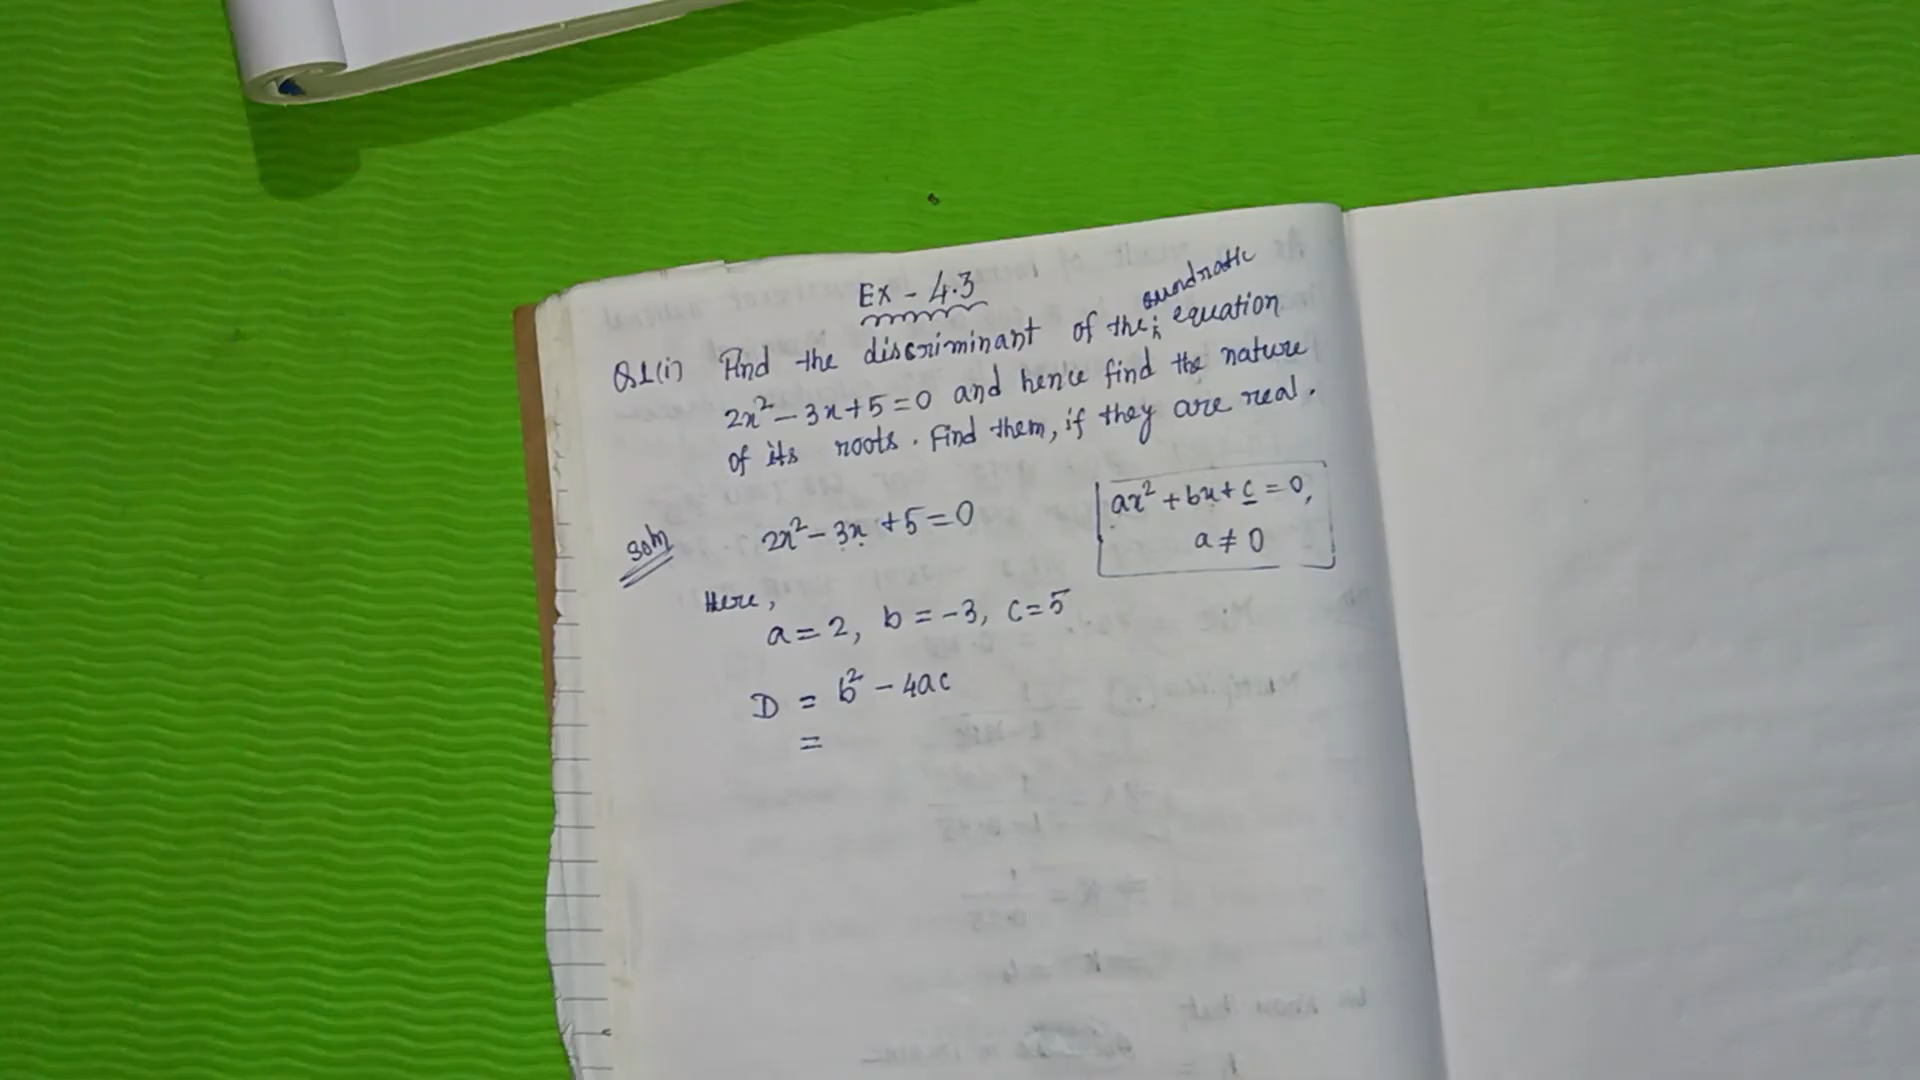 Ex - 4.3
quadratic
Q1(i) Find the discriminant of the equation
2x² - 3x + 5 = 0 and hence find the nature
of its roots. Find them, if they are real.
Soln 2x² - 3x + 5 = 0
ax² + bx + c = 0,
a ≠ 0
Here,
a = 2, b = -3, c = 5
D = b² - 4ac
=